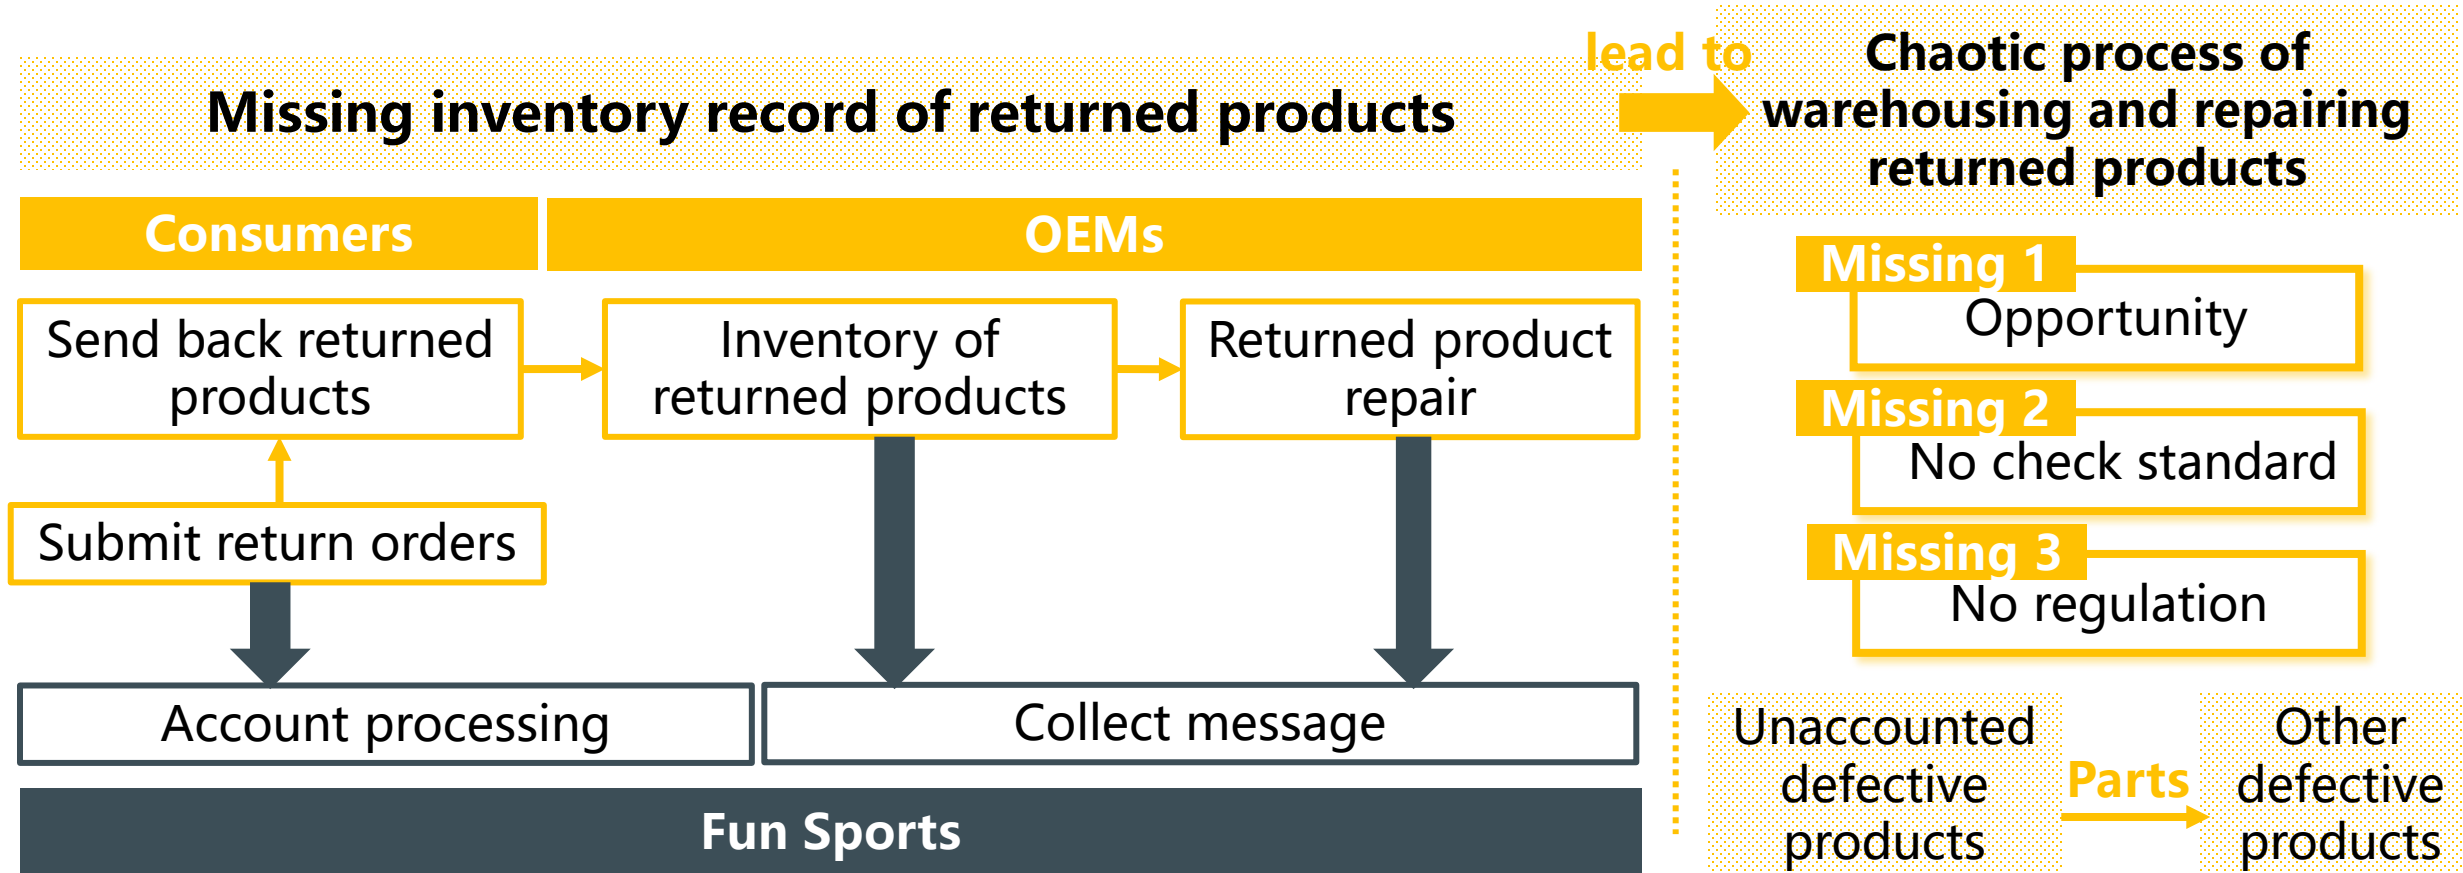 Missing inventory record of returned products
lead to
Chaotic process of
warehousing and repairing
returned products
Consumers
OEMs
Send back returned
products
Inventory of
returned products
Returned product
repair
Submit return orders
Account processing
Collect message
Fun Sports
Missing 1
Opportunity
Missing 2
No check standard
Missing 3
No regulation
Unaccounted
defective
products
Parts
Other
defective
products